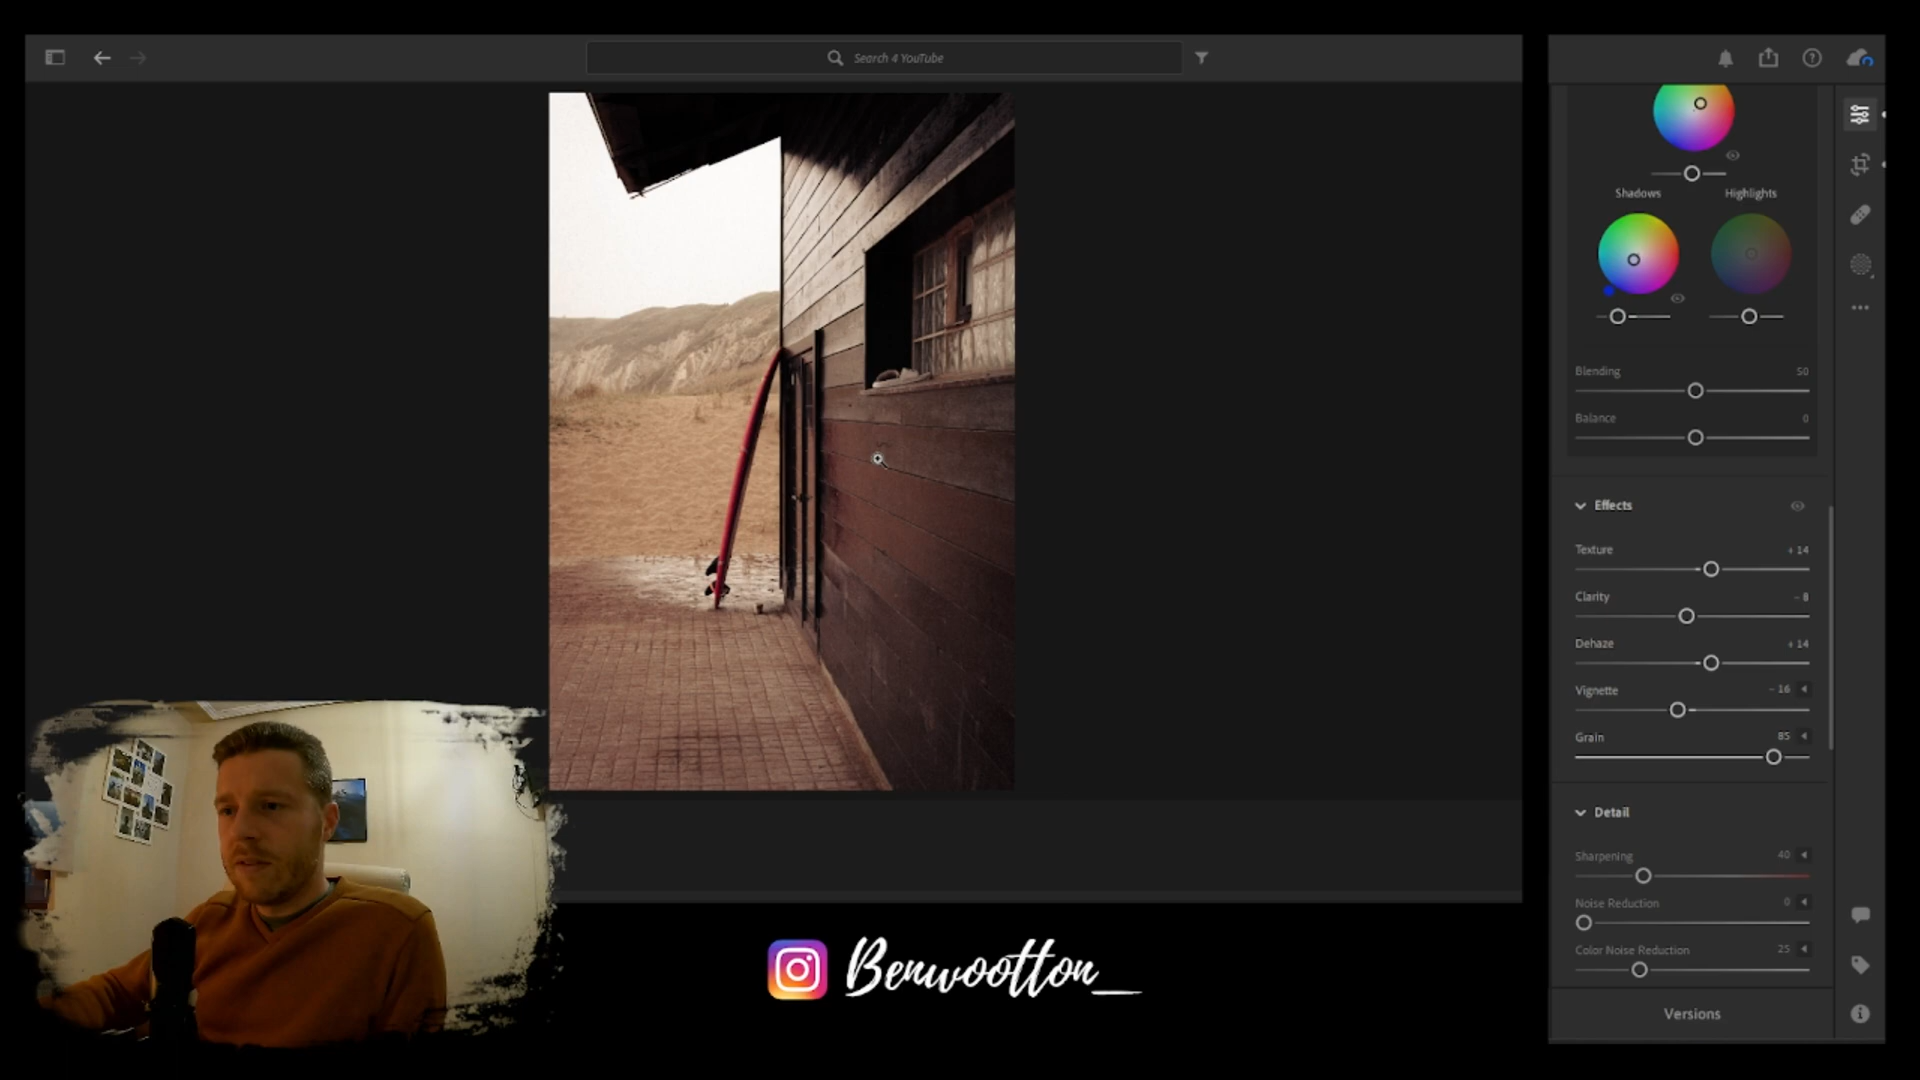 Search 4 YouTube
Shadows
Highlights
Blending
50
Balance
0
Effects
Texture
+ 14
Clarity
- 8
Dehaze
+ 14
Vignette
- 16
Grain
85
Detail
Sharpening
40
Noise Reduction
0
Color Noise Reduction
25
Versions
Benwootton_